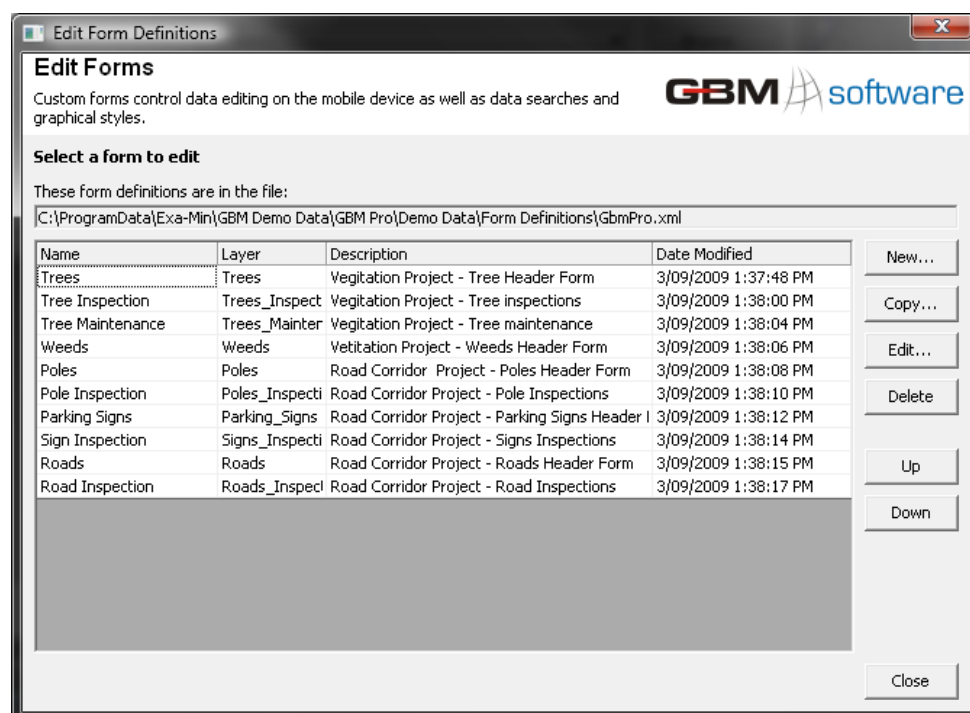 Edit Form Definitions
Edit Forms
Custom forms control data editing on the mobile device as well as data searches and
graphical styles.
GBM software
Select a form to edit
These form definitions are in the file:
C:\ProgramData\Exa-Min\GBM Demo Data\GBM Pro\Demo Data\Form Definitions\GbmPro.xml
Name Layer Description Date Modified
Trees Trees Vegitation Project - Tree Header Form 3/09/2009 1:37:48 PM
Tree Inspection Trees_Inspect Vegitation Project - Tree inspections 3/09/2009 1:38:00 PM
Tree Maintenance Trees_Mainter Vegitation Project - Tree maintenance 3/09/2009 1:38:04 PM
Weeds Weeds Vetitation Project - Weeds Header Form 3/09/2009 1:38:06 PM
Poles Poles Road Corridor  Project - Poles Header Form 3/09/2009 1:38:08 PM
Pole Inspection Poles_Inspecti Road Corridor Project - Pole Inspections 3/09/2009 1:38:10 PM
Parking Signs Parking_Signs Road Corridor Project - Parking Signs Header 3/09/2009 1:38:12 PM
Sign Inspection Signs_Inspecti Road Corridor Project - Signs Inspections 3/09/2009 1:38:14 PM
Roads Roads Road Corridor Project - Roads Header Form 3/09/2009 1:38:15 PM
Road Inspection Roads_Inspect Road Corridor Project - Road Inspections 3/09/2009 1:38:17 PM
New...
Copy...
Edit...
Delete
Up
Down
Close